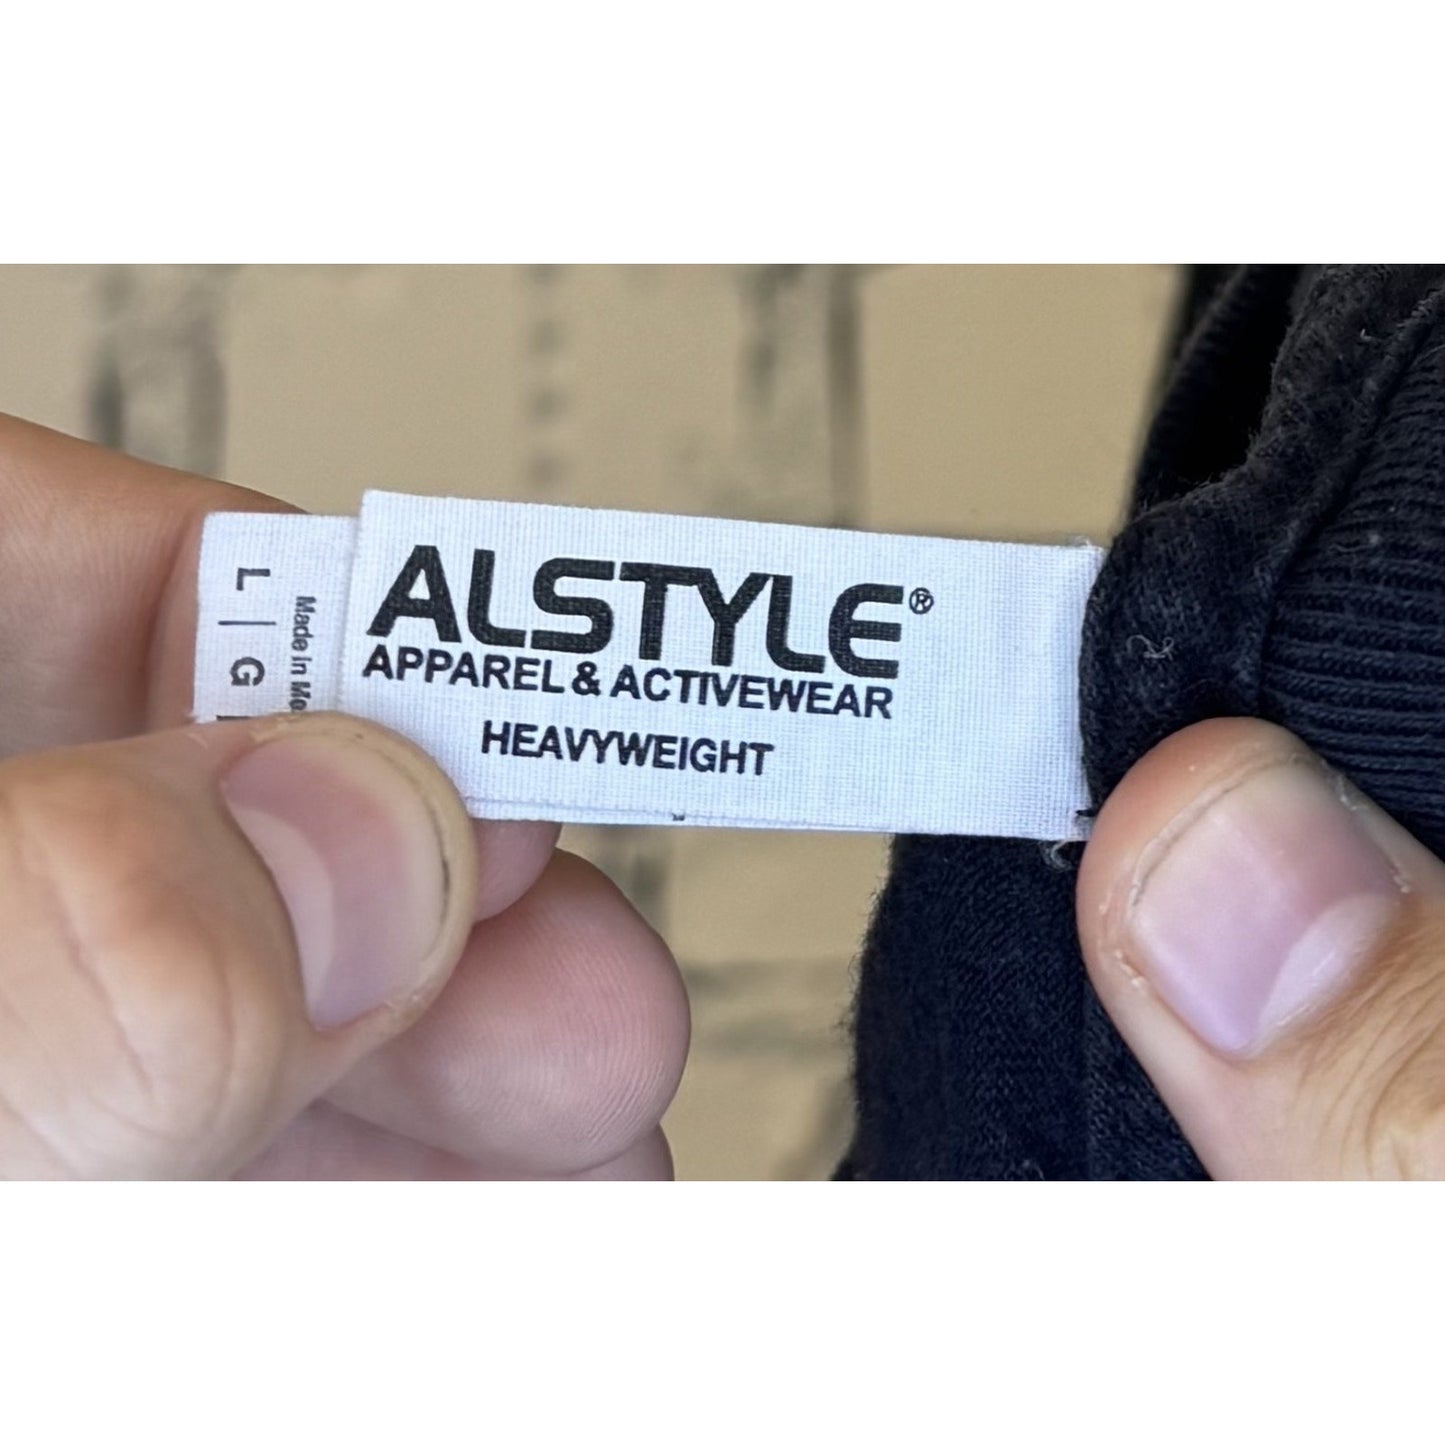 ALSTYLE®
APPAREL & ACTIVEWEAR
HEAVYWEIGHT
L | G
Made In